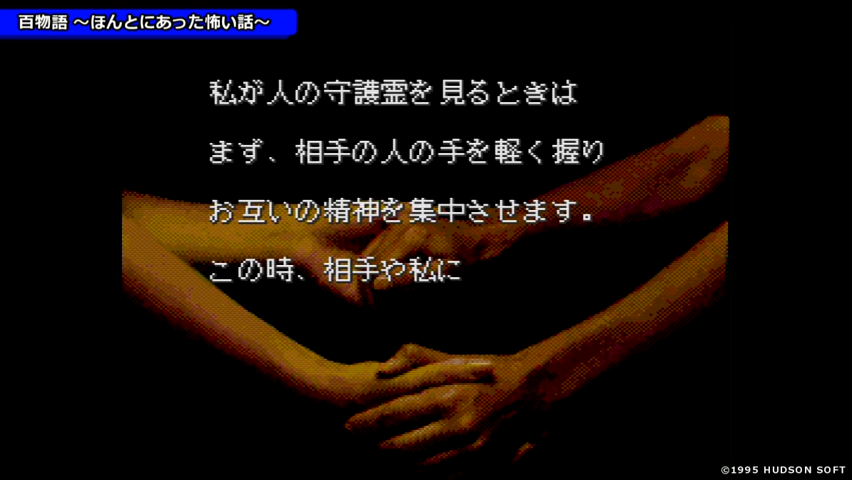 百物語 ～ほんとにあった怖い話～
私が人の守護霊を見るときは
まず、相手の人の手を軽く握り
お互いの精神を集中させます。
この時、相手や私に
©1995 HUDSON SOFT